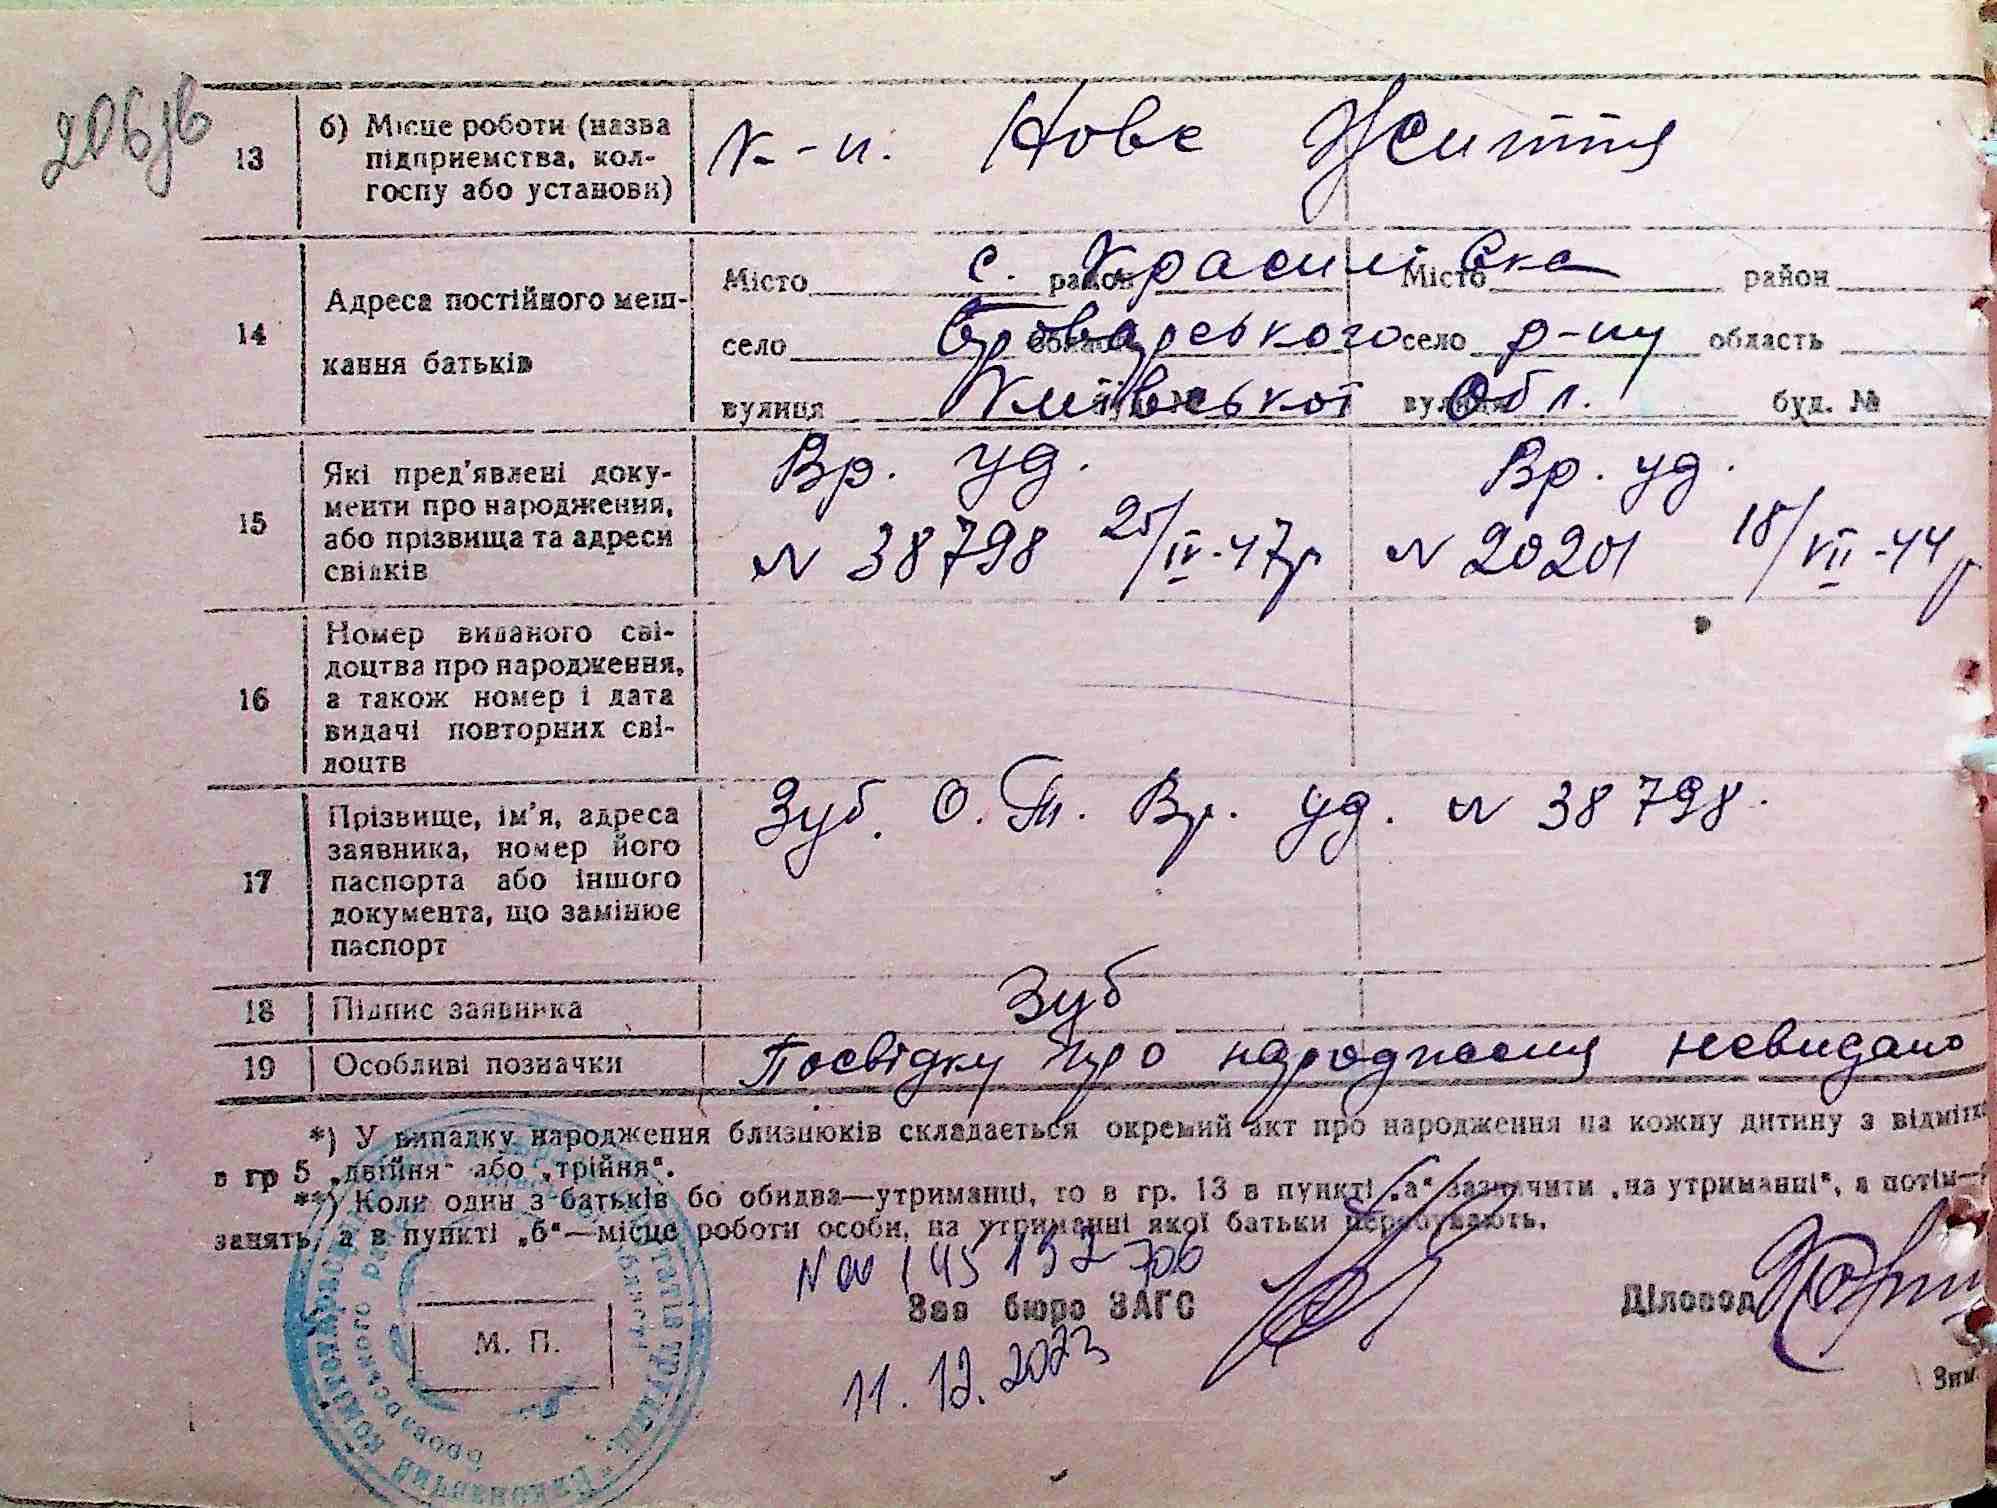 206зв
13 б) Місце роботи (назва
підприємства, кол-
госпу або установи)
к-п. Нове Життя
14 Адреса постійного меш-
кання батьків
Місто район Місто район
с. Красилівка
село область село область
Броварського р-ну
вулиця вулиця буд. №
Київської обл.
15 Які пред'явлені доку-
менти про народження,
або прізвища та адреси
свідків
Вр. уд. Вр. уд.
№ 38798 25/IV-47р № 20201 18/VII-44р
16 Номер виданого сві-
доцтва про народження,
а також номер і дата
видачі повторних сві-
доцтв
17 Прізвище, ім'я, адреса
заявника, номер його
паспорта або іншого
документа, що замінює
паспорт
Зуб. О. Т. Вр. уд. № 38798.
18 Підпис заявника Зуб
19 Особливі позначки Посвідку про народження невидано
*) У випадку народження близнюків складається окремий акт про народження на кожну дитину з
в гр 5 „двійня" або „трійня".
**) Коли один з батьків бо обидва—утриманці, то в гр. 13 в пункті „а" зазначити „на утриманні", а потім—
занять, а в пункті „б"—місце роботи особи, на утриманні якої батьки перебувають.
Зав бюро ЗАГС Діловод
М. П.
11.12.2023